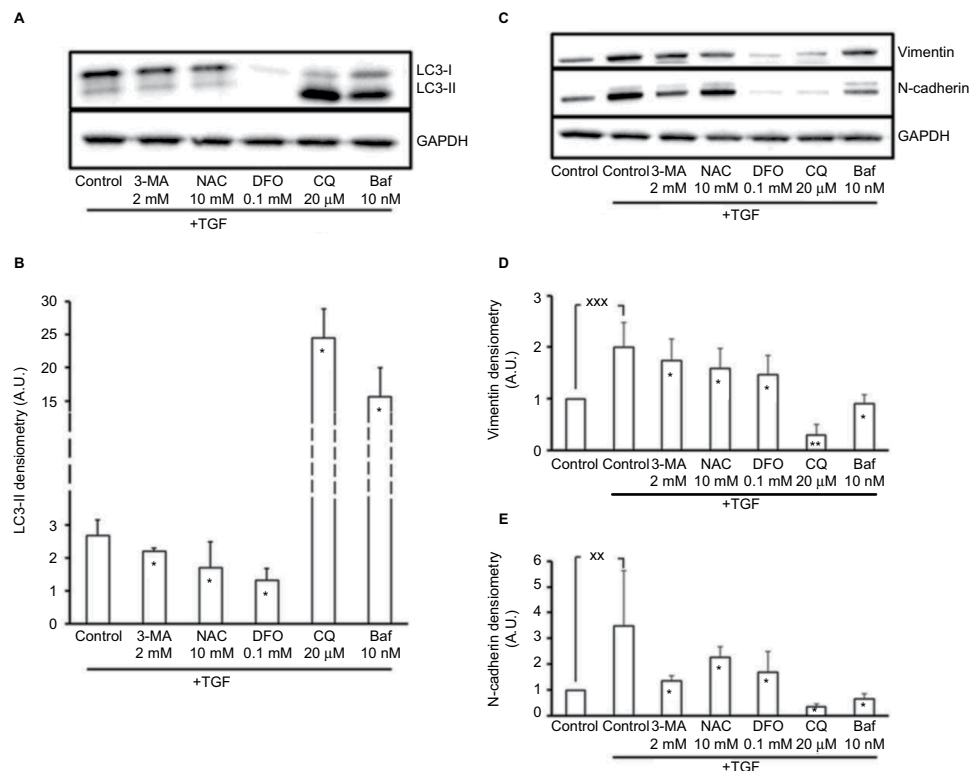 A
LC3-I
LC3-II
GAPDH
Control 3-MA NAC DFO CQ Baf
2 mM 10 mM 0.1 mM 20 μM 10 nM
+TGF
B
LC3-II densiometry (A.U.)
30
25
15
3
2
1
0
* * * * *
Control 3-MA NAC DFO CQ Baf
2 mM 10 mM 0.1 mM 20 μM 10 nM
+TGF
C
Vimentin
N-cadherin
GAPDH
Control Control 3-MA NAC DFO CQ Baf
2 mM 10 mM 0.1 mM 20 μM 10 nM
+TGF
D
Vimentin densiometry
(A.U.)
3
2
1
0
xxx
* * * ** *
Control Control 3-MA NAC DFO CQ Baf
2 mM 10 mM 0.1 mM 20 μM 10 nM
+TGF
E
N-cadherin densiometry
(A.U.)
6
5
4
3
2
1
0
xx
* * * * *
Control Control 3-MA NAC DFO CQ Baf
2 mM 10 mM 0.1 mM 20 μM 10 nM
+TGF